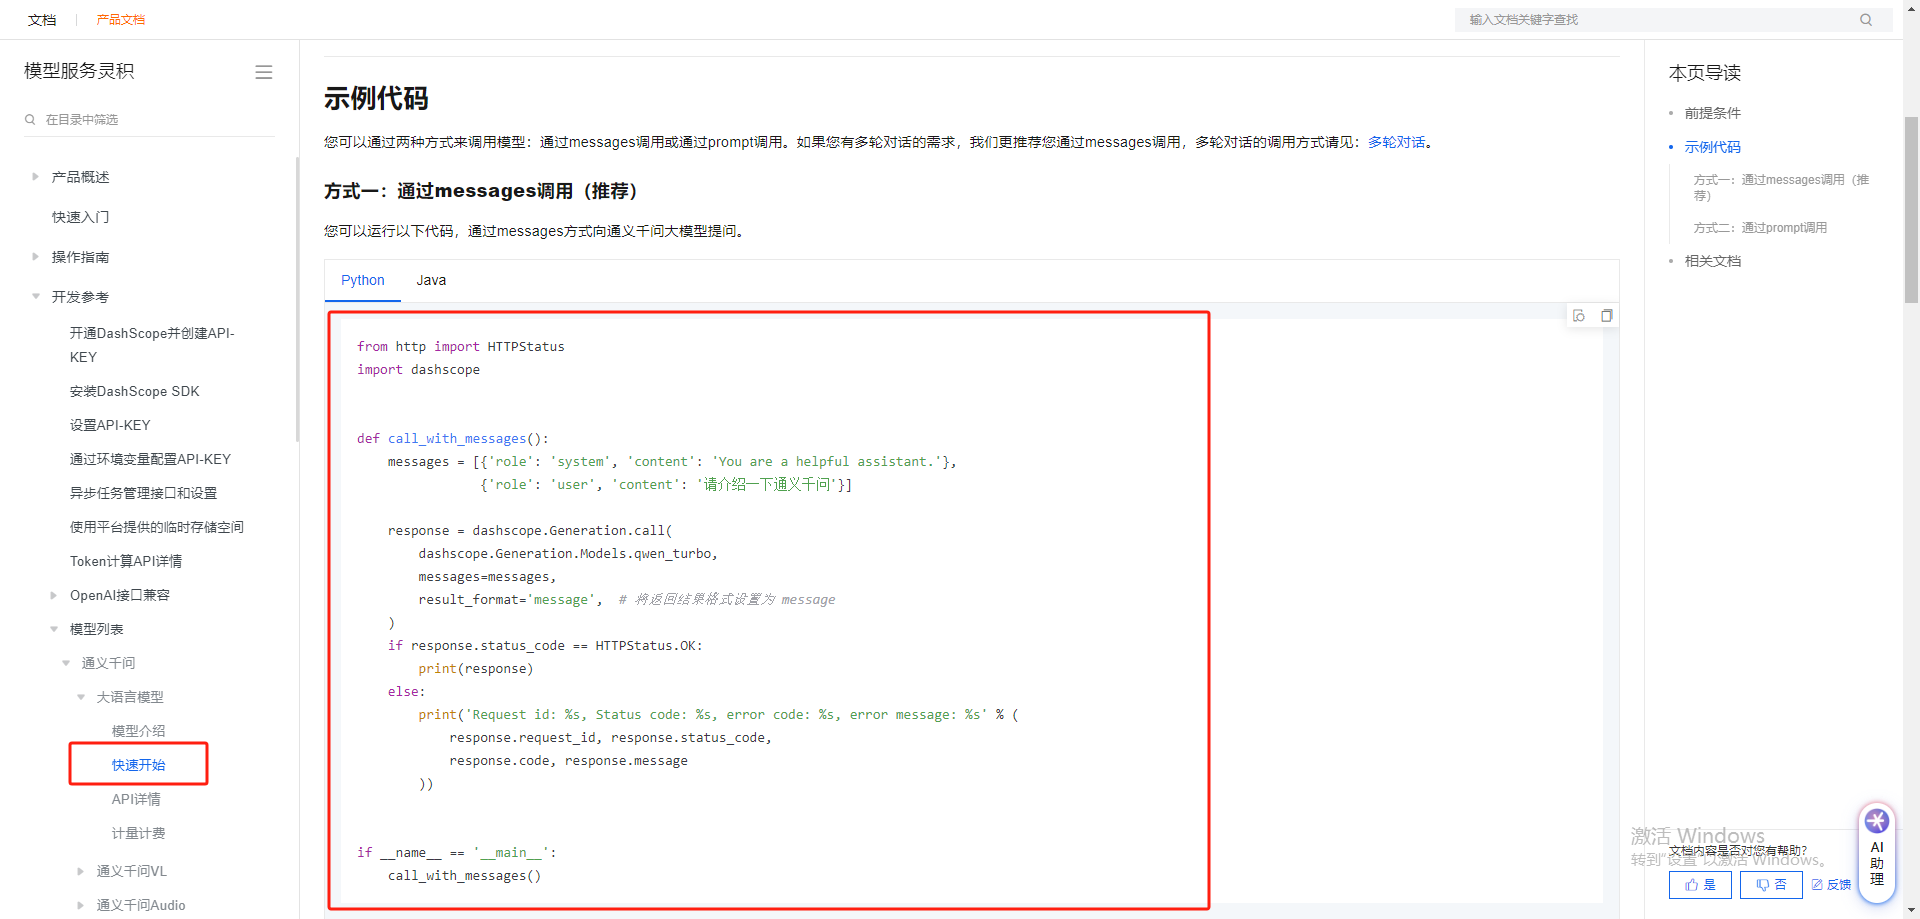 文档
产品文档
输入文档关键字查找
模型服务灵积
在目录中筛选
产品概述
快速入门
操作指南
开发参考
开通DashScope并创建API-
KEY
安装DashScope SDK
设置API-KEY
通过环境变量配置API-KEY
异步任务管理接口和设置
使用平台提供的临时存储空间
Token计算API详情
OpenAI接口兼容
模型列表
通义千问
大语言模型
模型介绍
快速开始
API详情
计量计费
通义千问VL
通义千问Audio
示例代码
您可以通过两种方式来调用模型：通过messages调用或通过prompt调用。如果您有多轮对话的需求，我们更推荐您通过messages调用，多轮对话的调用方式请见：多轮对话。
方式一：通过messages调用（推荐）
您可以运行以下代码，通过messages方式向通义千问大模型提问。
Python Java
from http import HTTPStatus
import dashscope
def call_with_messages():
    messages = [{'role': 'system', 'content': 'You are a helpful assistant.'},
                {'role': 'user', 'content': '请介绍一下通义千问'}]
    response = dashscope.Generation.call(
        dashscope.Generation.Models.qwen_turbo,
        messages=messages,
        result_format='message',  # 将返回结果格式设置为 message
    )
    if response.status_code == HTTPStatus.OK:
        print(response)
    else:
        print('Request id: %s, Status code: %s, error code: %s, error message: %s' % (
            response.request_id, response.status_code,
            response.code, response.message
        ))
if __name__ == '__main__':
    call_with_messages()
本页导读
前提条件
示例代码
方式一：通过messages调用（推
荐）
方式二：通过prompt调用
相关文档
激活 Windows
转到"设置"以激活 Windows。
文档内容是否对您有帮助？
是
否
反馈
AI
助
理